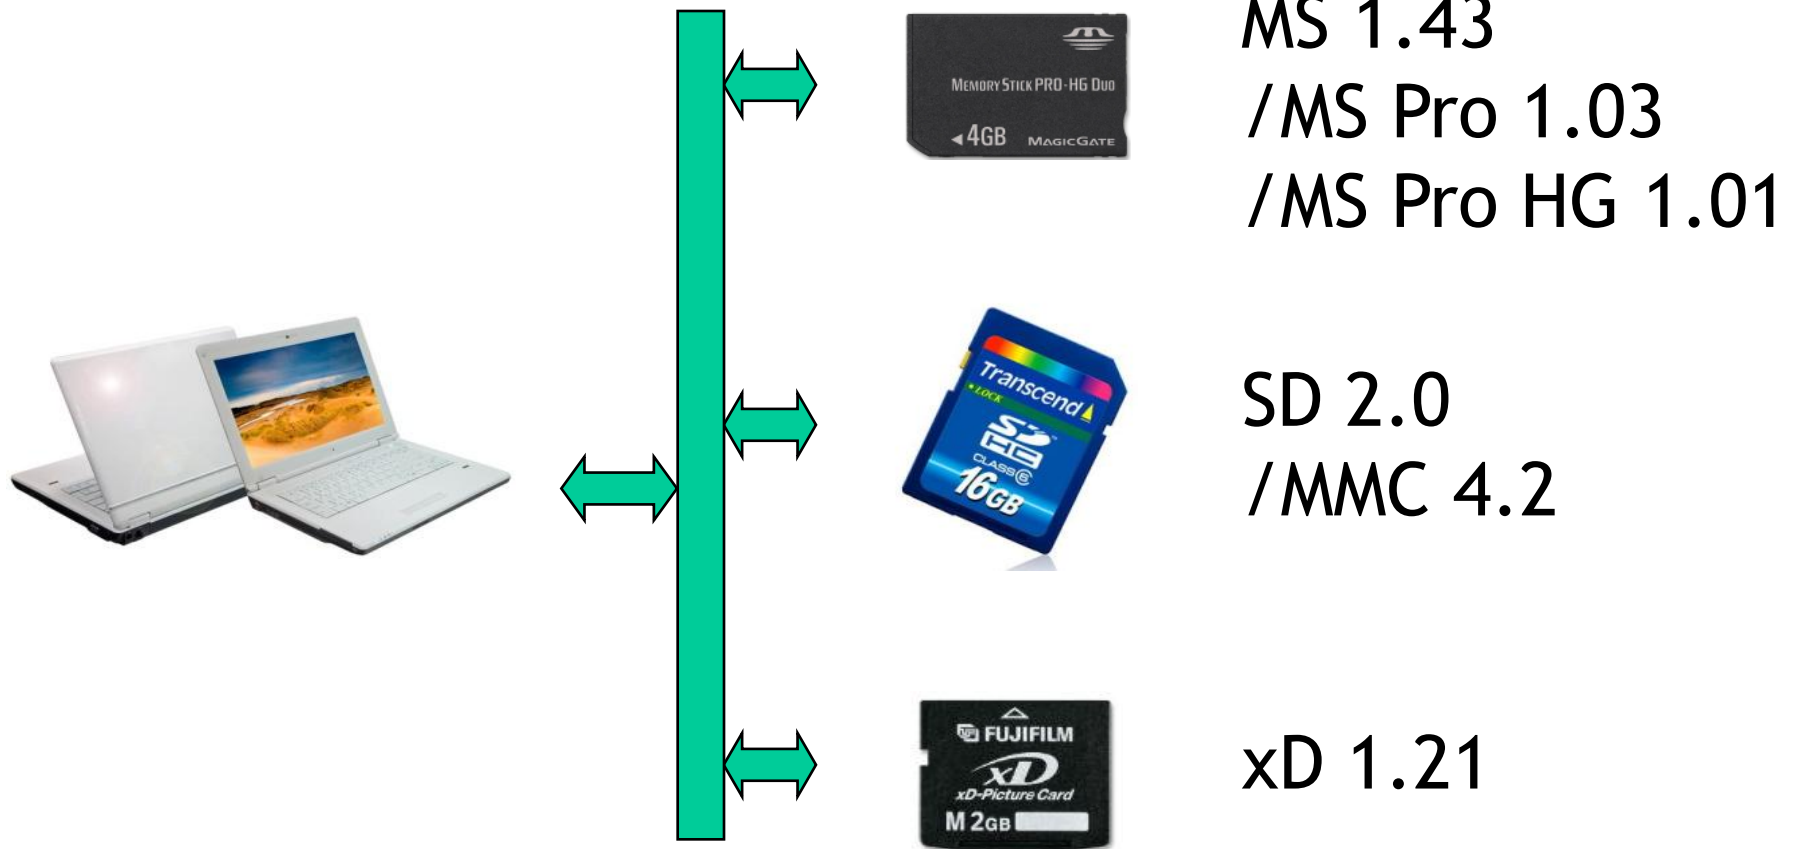 MS 1.43
/MS Pro 1.03
/MS Pro HG 1.01
MEMORY STICK PRO-HG DUO
4GB MAGICGATE
SD 2.0
/MMC 4.2
Transcend
LOCK
SD
HC
CLASS 6
16GB
xD 1.21
FUJIFILM
xD
xD-Picture Card
M 2GB